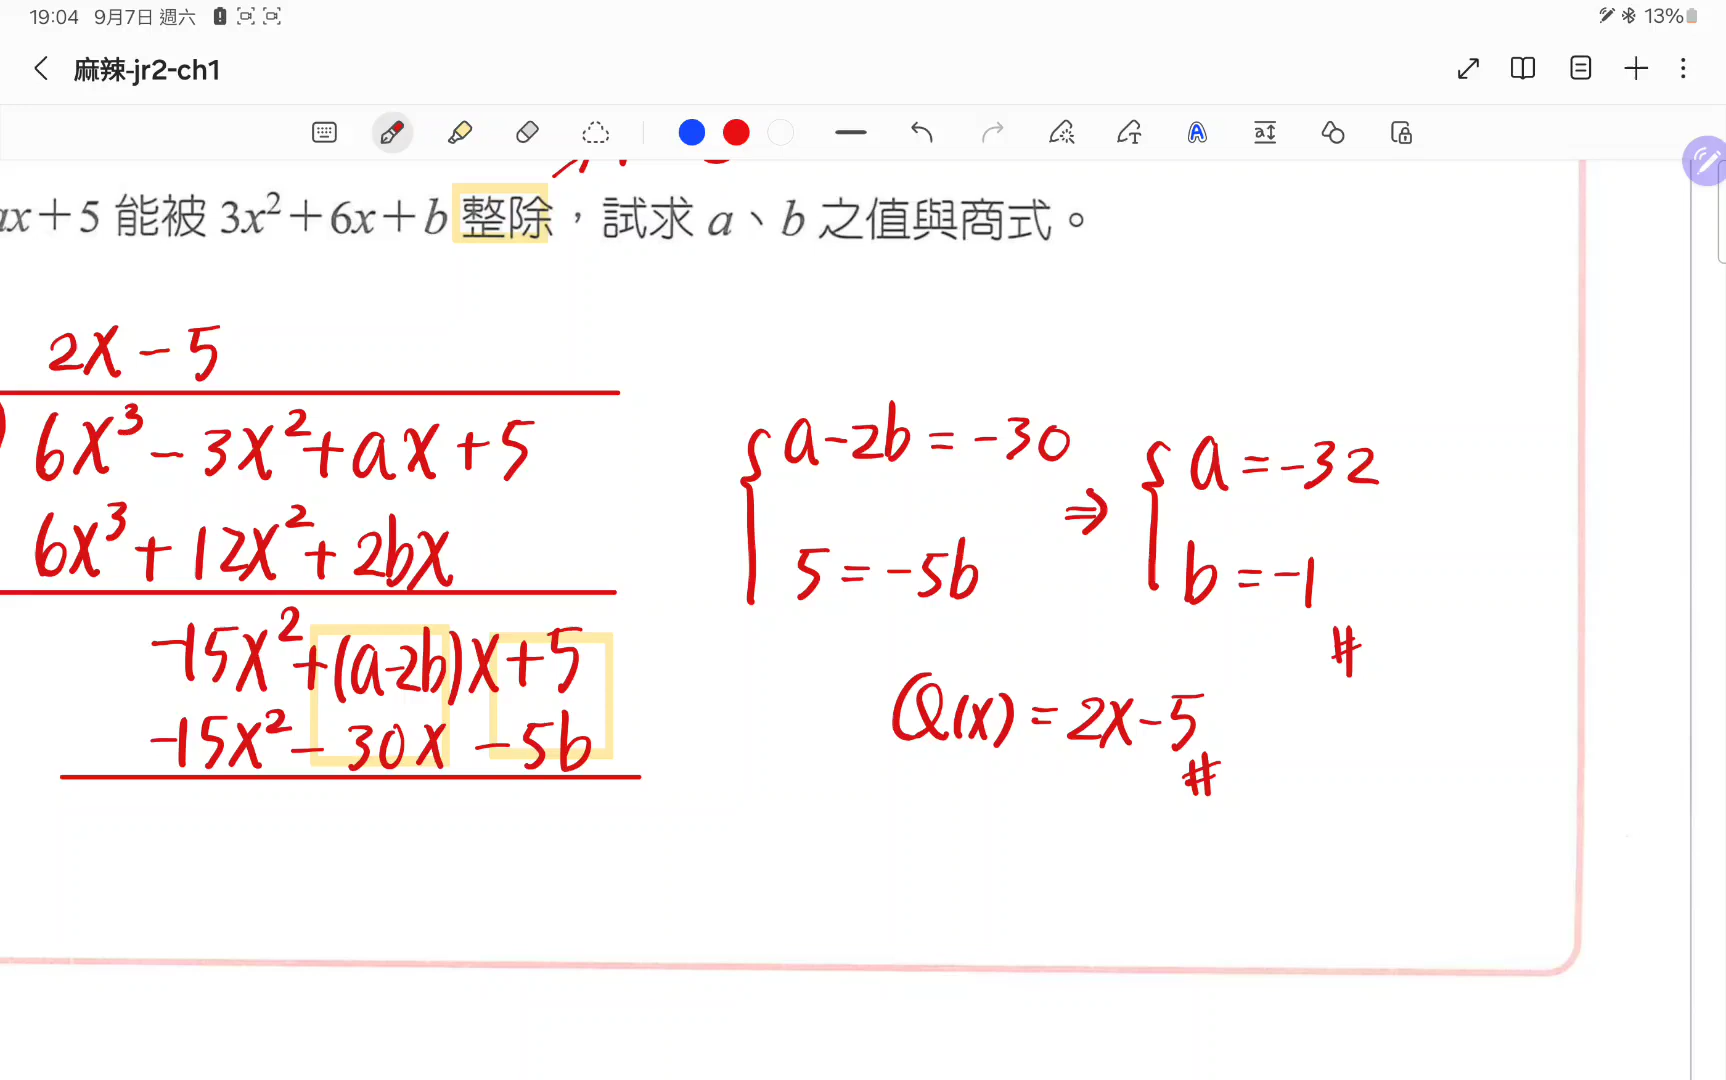 19:04 9月7日 週六 13%
麻辣-jr2-ch1
ax+5 能被 3x²+6x+b 整除，試求 a、b 之值與商式。
2x-5
6x³-3x²+ax+5
6x³+12x²+2bx
-15x²+(a-2b)x+5
-15x²-30x-5b
a-2b=-30
5=-5b
⇒
a=-32
b=-1
#
Q(x)=2x-5
#